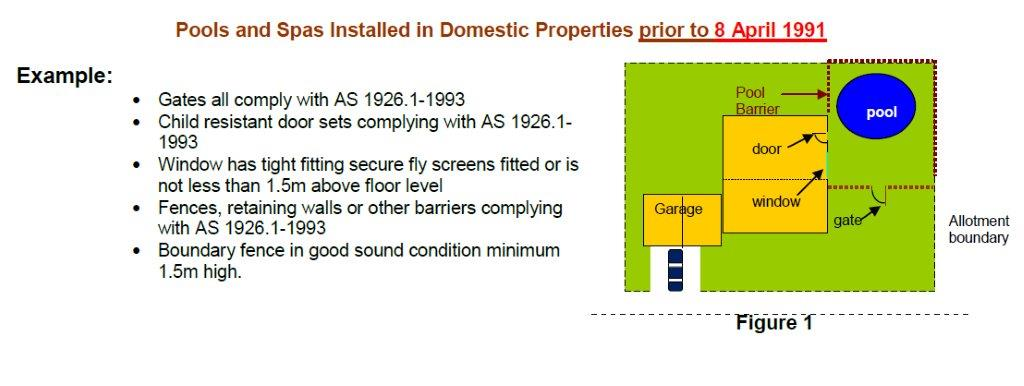 Pools and Spas Installed in Domestic Properties prior to 8 April 1991
Example:
• Gates all comply with AS 1926.1-1993
• Child resistant door sets complying with AS 1926.1-
1993
• Window has tight fitting secure fly screens fitted or is
not less than 1.5m above floor level
• Fences, retaining walls or other barriers complying
with AS 1926.1-1993
• Boundary fence in good sound condition minimum
1.5m high.
Pool
Barrier
pool
door
window
Garage
gate
Allotment
boundary
Figure 1